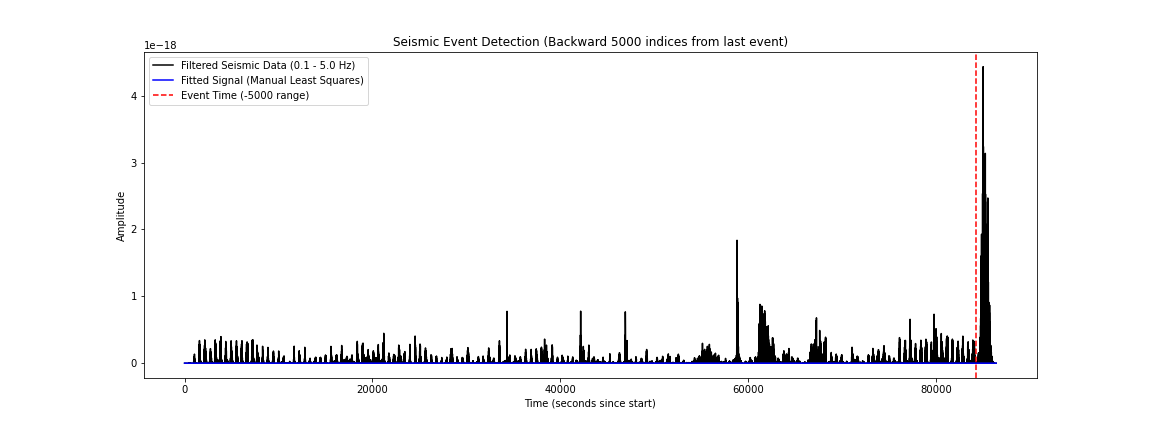 Seismic Event Detection (Backward 5000 indices from last event)
1e−18
Filtered Seismic Data (0.1 - 5.0 Hz)
Fitted Signal (Manual Least Squares)
Event Time (-5000 range)
Amplitude
4
3
2
1
0
0 20000 40000 60000 80000
Time (seconds since start)